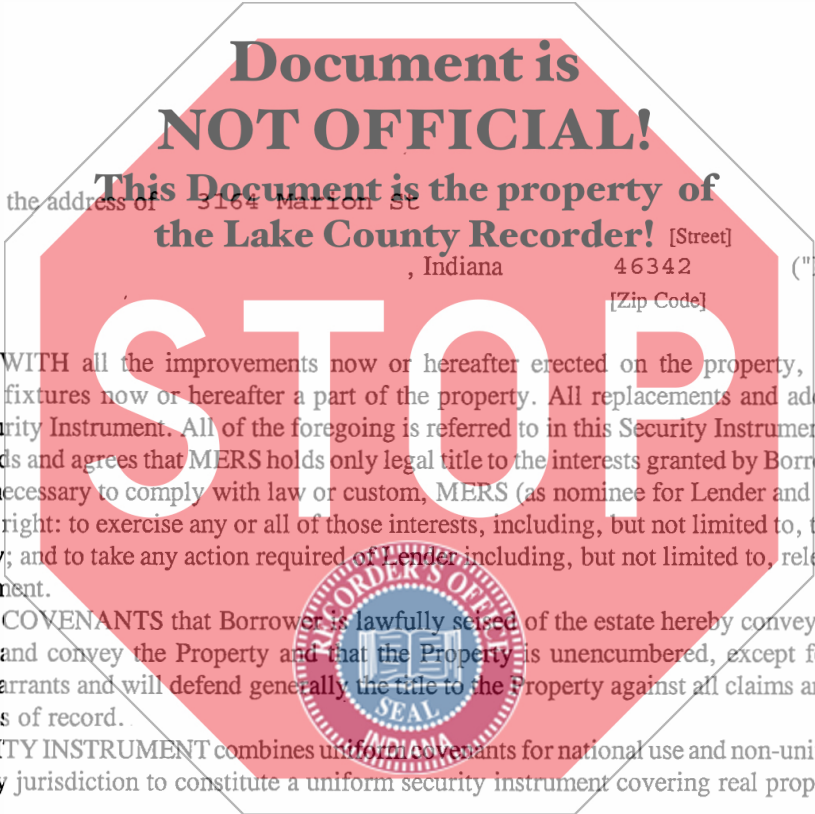 Document is
NOT OFFICIAL!
This Document is the property of
the address of 3164 Marion St
the Lake County Recorder! [Street]
, Indiana 46342 ("
[Zip Code]
STOP
WITH all the improvements now or hereafter erected on the property,
fixtures now or hereafter a part of the property. All replacements and ad
rity Instrument. All of the foregoing is referred to in this Security Instrumen
ds and agrees that MERS holds only legal title to the interests granted by Borr
ecessary to comply with law or custom, MERS (as nominee for Lender and
right: to exercise any or all of those interests, including, but not limited to, t
; and to take any action required of Lender including, but not limited to, rele
ment.
COVENANTS that Borrower is lawfully seised of the estate hereby convey
and convey the Property and that the Property is unencumbered, except f
arrants and will defend generally the title to the Property against all claims a
s of record.
TY INSTRUMENT combines uniform covenants for national use and non-uni
y jurisdiction to constitute a uniform security instrument covering real prop
RECORDER'S OFFICE
SEAL
INDIANA